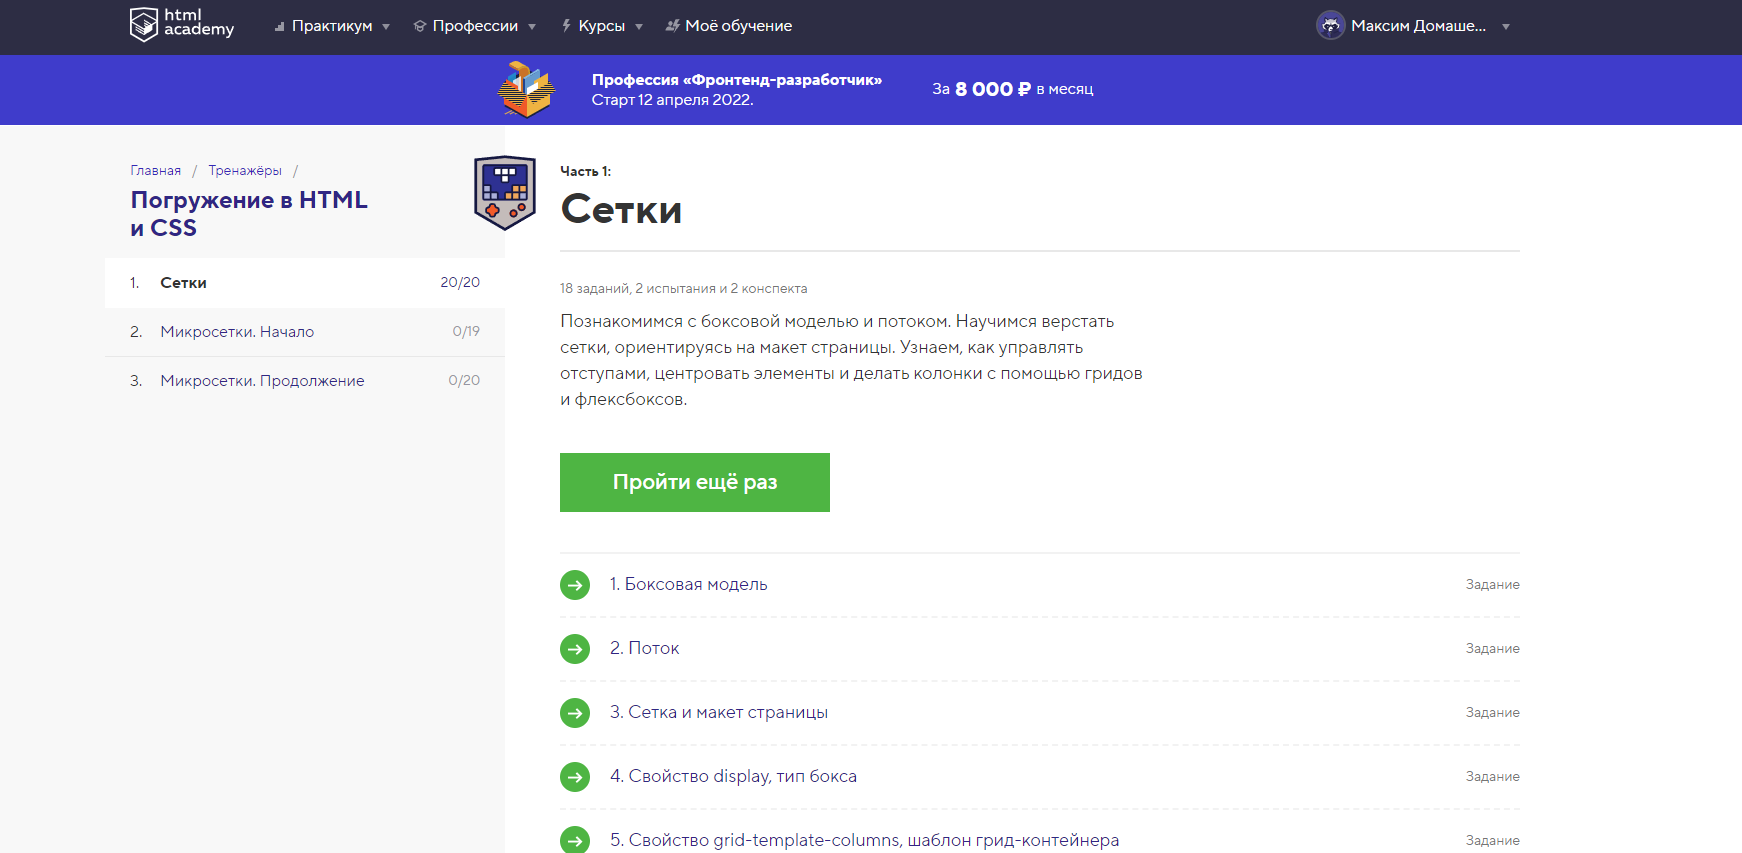 html
academy
Практикум
Профессии
Курсы
Моё обучение
Максим Домаше...
Профессия «Фронтенд-разработчик»
Старт 12 апреля 2022.
За 8 000 ₽ в месяц
Главная / Тренажёры /
Погружение в HTML
и CSS
1. Сетки 20/20
2. Микросетки. Начало 0/19
3. Микросетки. Продолжение 0/20
Часть 1:
Сетки
18 заданий, 2 испытания и 2 конспекта
Познакомимся с боксовой моделью и потоком. Научимся верстать
сетки, ориентируясь на макет страницы. Узнаем, как управлять
отступами, центровать элементы и делать колонки с помощью гридов
и флексбоксов.
Пройти ещё раз
1. Боксовая модель Задание
2. Поток Задание
3. Сетка и макет страницы Задание
4. Свойство display, тип бокса Задание
5. Свойство grid-template-columns, шаблон грид-контейнера Задание